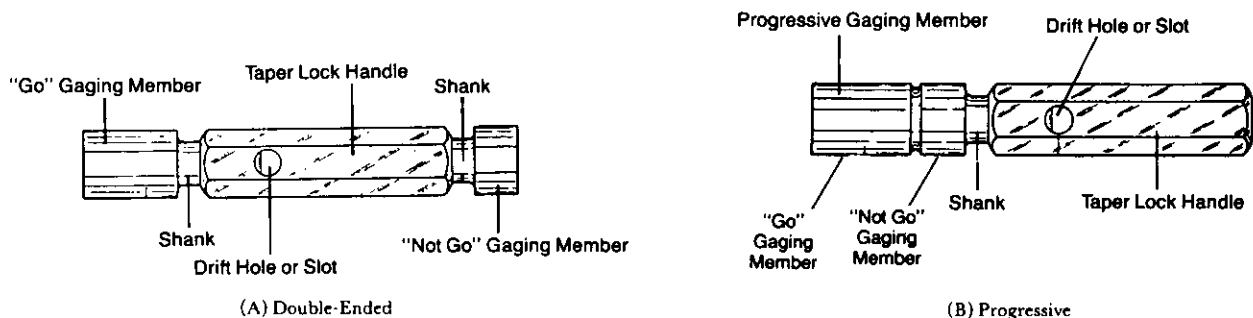 "Go" Gaging Member
Taper Lock Handle
Shank
Shank
Drift Hole or Slot
"Not Go" Gaging Member
(A) Double-Ended
Progressive Gaging Member
Drift Hole or Slot
"Go"
Gaging
Member
"Not Go"
Gaging
Member
Shank
Taper Lock Handle
(B) Progressive